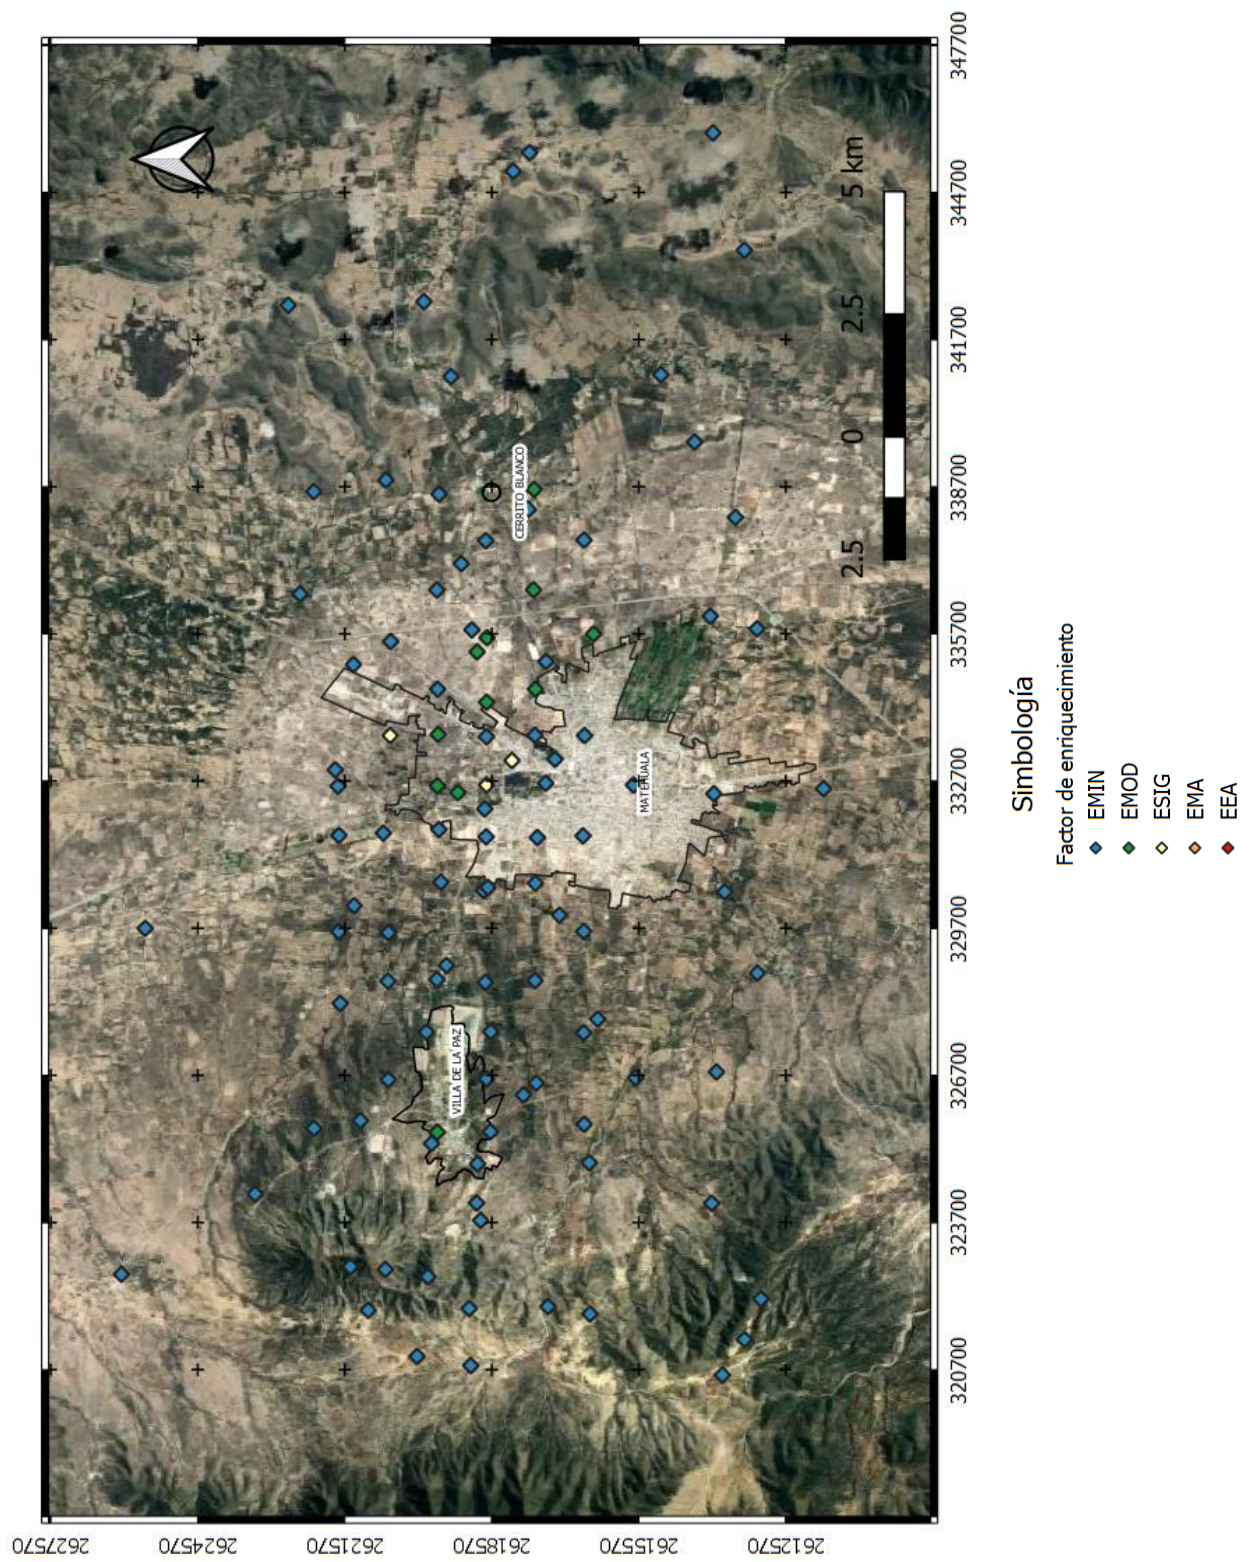 2627570
2624570
2621570
2618570
2615570
2612570
320700
323700
326700
329700
332700
335700
338700
341700
344700
347700
VILLA DE LA PAZ
MATEHUALA
CERRITO BLANCO
2.5 0 2.5 5 km
Simbología
Factor de enriquecimiento
EMIN
EMOD
ESIG
EMA
EEA